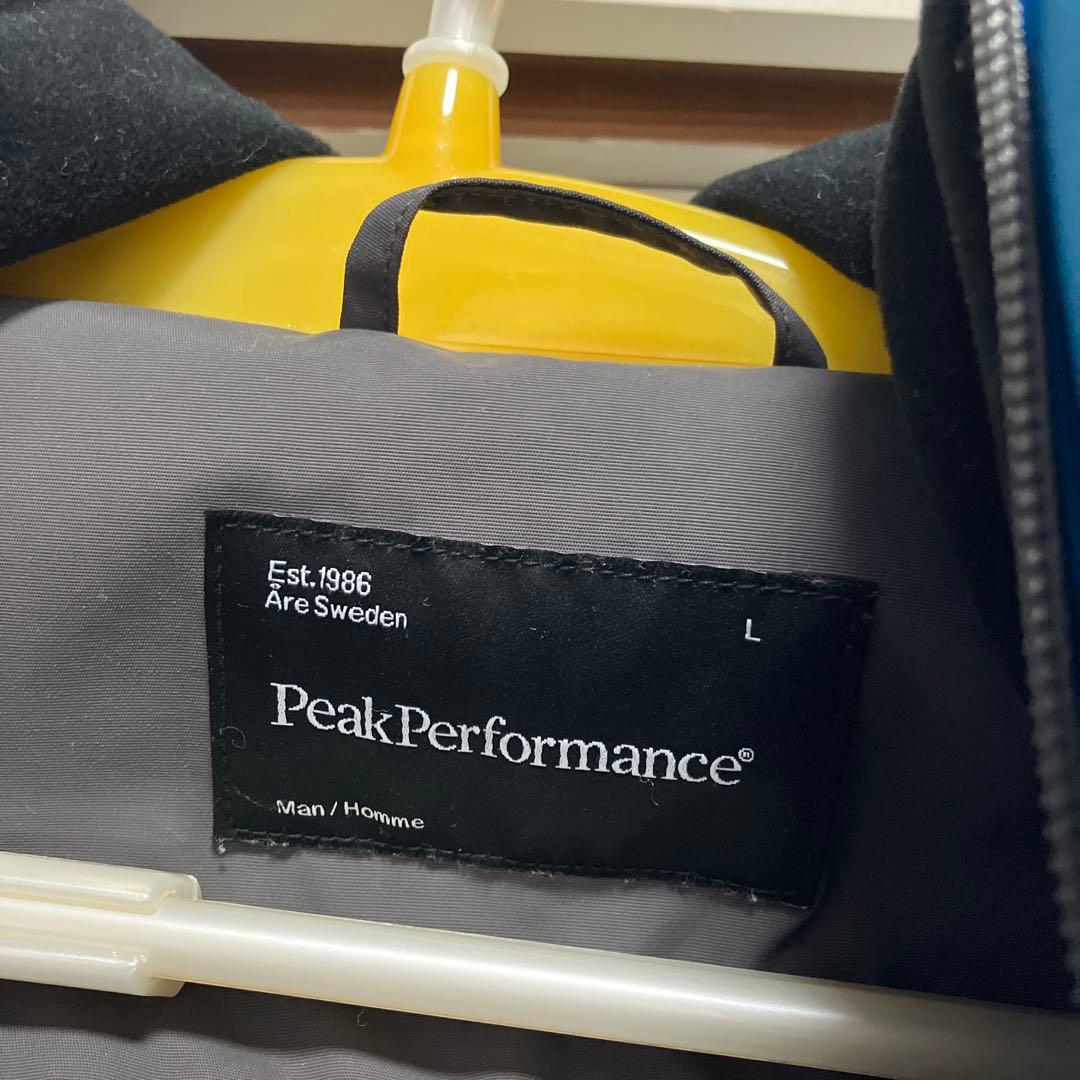 Est.1986
Åre Sweden
L
PeakPerformance®
Man / Homme